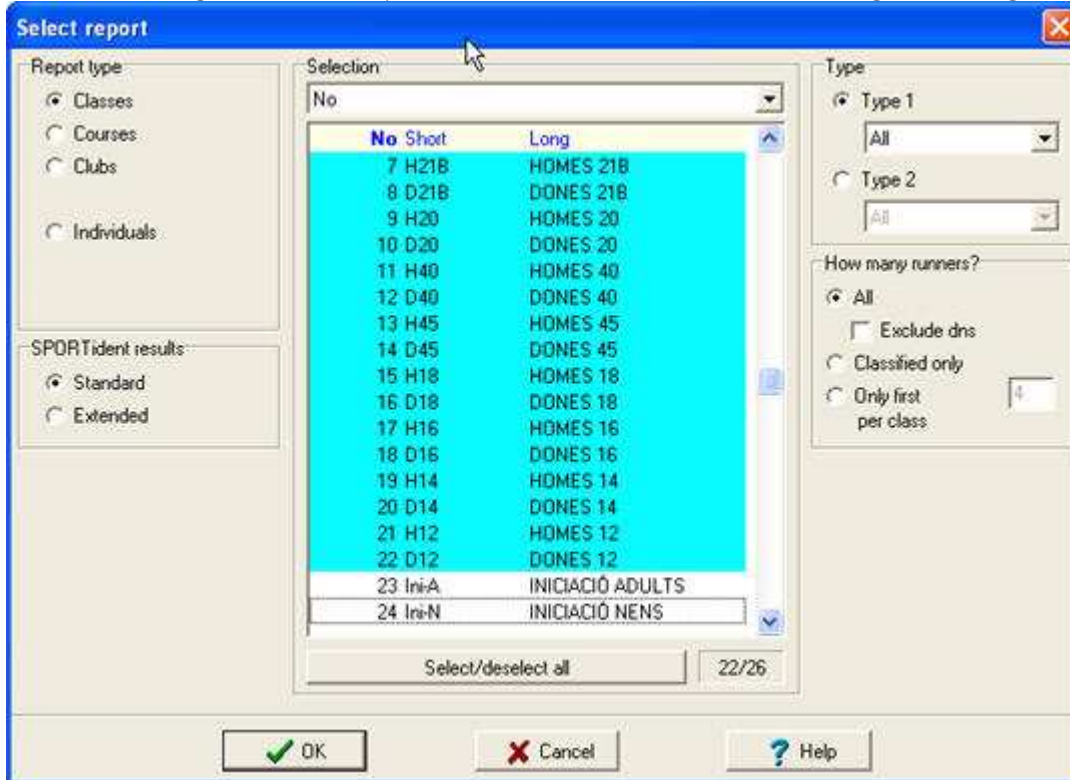 Select report
Report type
Classes
Courses
Clubs
Individuals
SPORTident results
Standard
Extended
Selection
No
No Short Long
7 H21B HOMES 21B
8 D21B DONES 21B
9 H20 HOMES 20
10 D20 DONES 20
11 H40 HOMES 40
12 D40 DONES 40
13 H45 HOMES 45
14 D45 DONES 45
15 H18 HOMES 18
16 D18 DONES 18
17 H16 HOMES 16
18 D16 DONES 16
19 H14 HOMES 14
20 D14 DONES 14
21 H12 HOMES 12
22 D12 DONES 12
23 Ini-A INICIACIÓ ADULTS
24 Ini-N INICIACIÓ NENS
Select/deselect all 22/26
Type
Type 1
All
Type 2
All
How many runners?
All
Exclude dns
Classified only
Only first 4
per class
OK Cancel Help